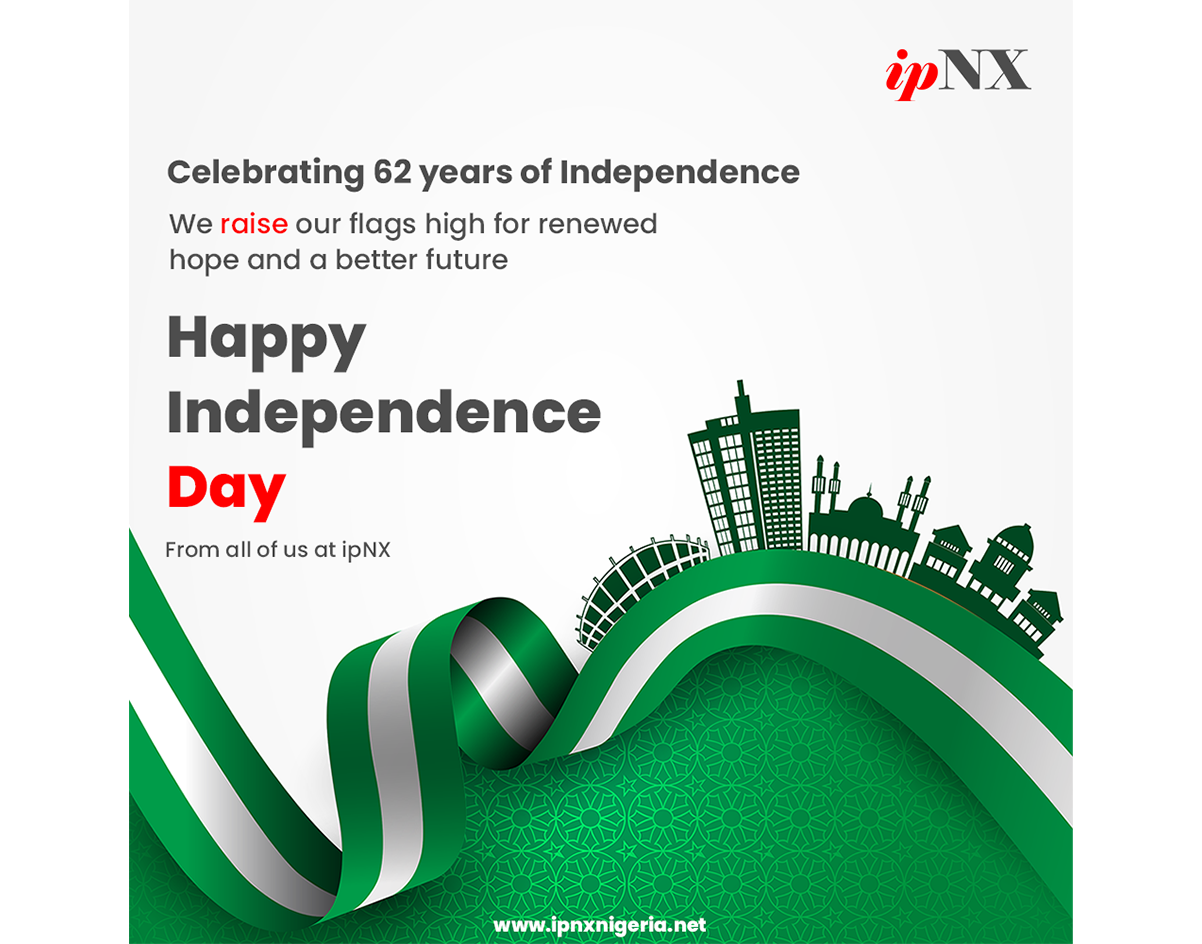 ipNX
Celebrating 62 years of Independence
We raise our flags high for renewed
hope and a better future
Happy
Independence
Day
From all of us at ipNX
www.ipnxnigeria.net